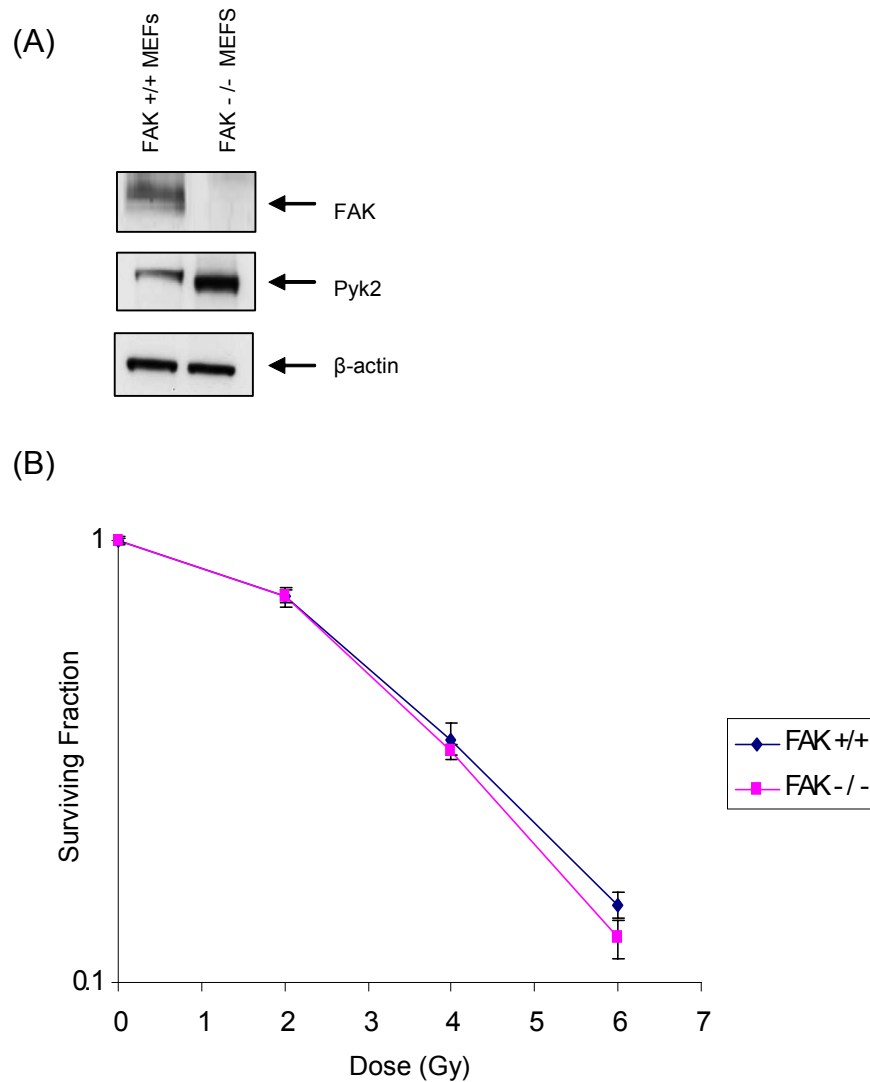 (A)
FAK +/+ MEFs
FAK - /- MEFS
FAK
Pyk2
β-actin
(B)
1
0.1
Surviving Fraction
0 1 2 3 4 5 6 7
Dose (Gy)
FAK+/+
FAK- / -